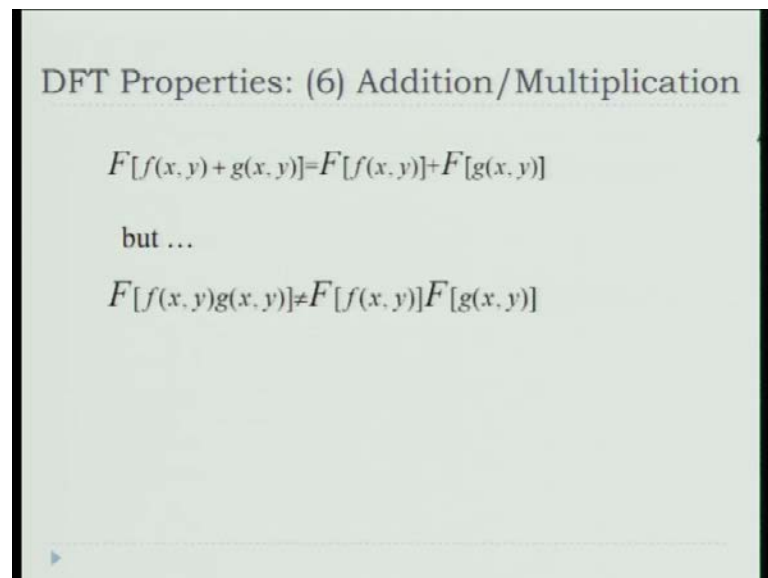 DFT Properties: (6) Addition/Multiplication
F[f(x,y)+g(x,y)]=F[f(x,y)]+F[g(x,y)]
but ...
F[f(x,y)g(x,y)]≠F[f(x,y)]F[g(x,y)]